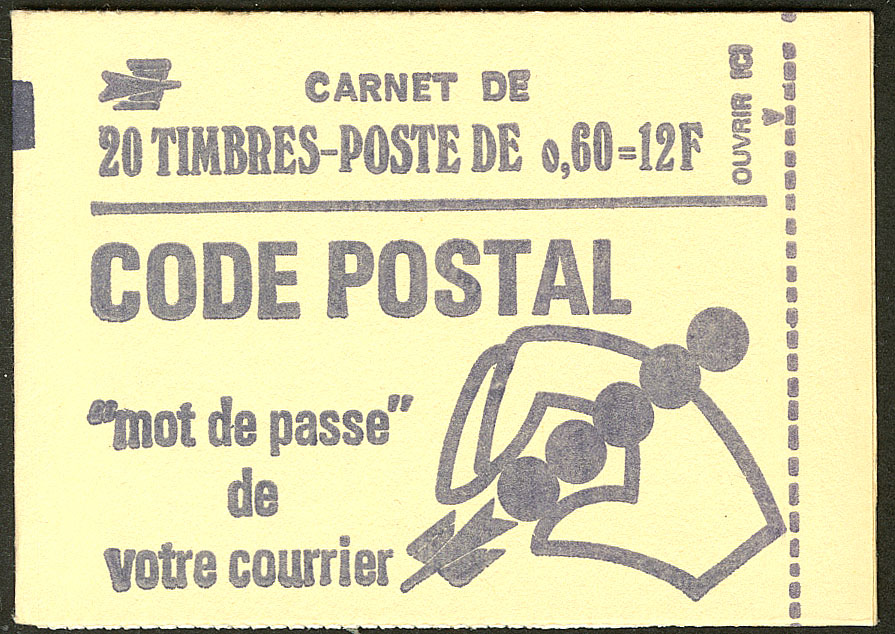 CARNET DE
20 TIMBRES-POSTE DE 0,60=12F
OUVRIR ICI
CODE POSTAL
"mot de passe"
de
votre courrier